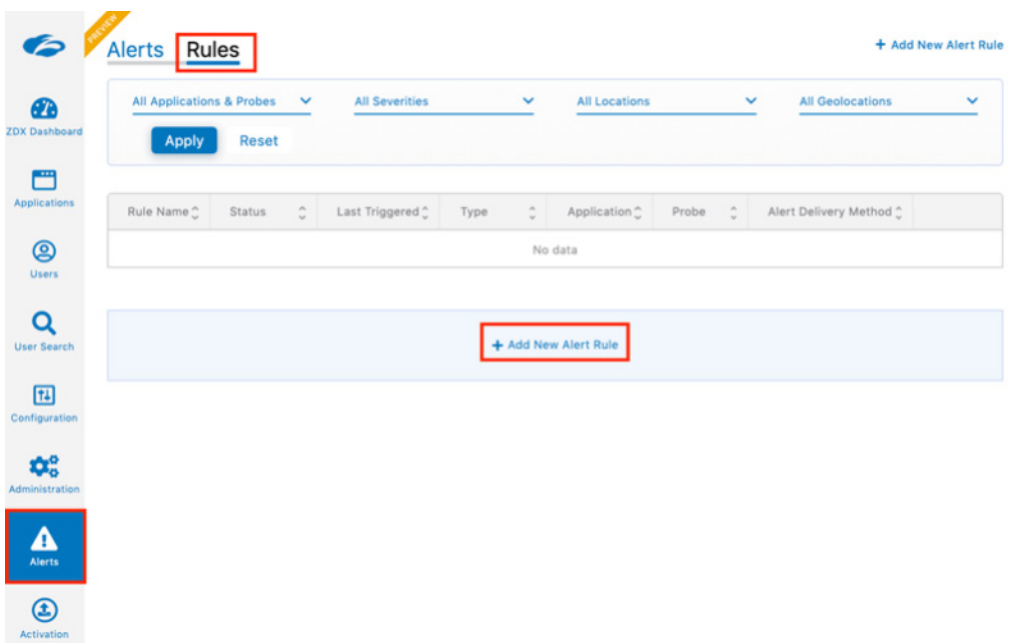 PREVIEW
Alerts Rules
+ Add New Alert Rule
All Applications & Probes
All Severities
All Locations
All Geolocations
Apply
Reset
Rule Name Status Last Triggered Type Application Probe Alert Delivery Method
No data
+ Add New Alert Rule
ZDX Dashboard
Applications
Users
User Search
Configuration
Administration
Alerts
Activation